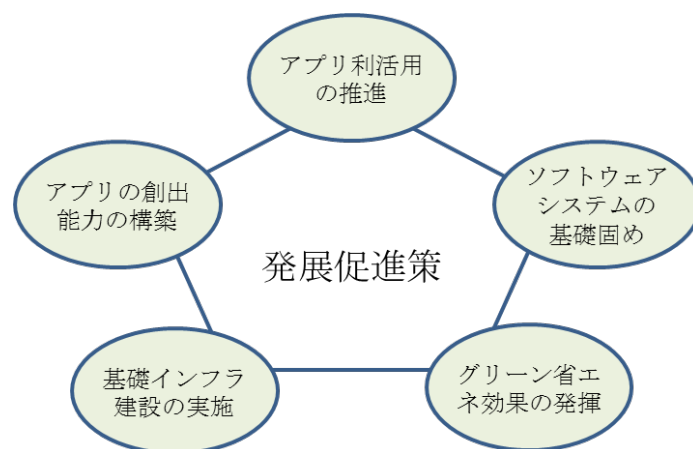 アプリ利活用
の推進
アプリの創出
能力の構築
ソフトウェア
システムの
基礎固め
発展促進策
基礎インフラ
建設の実施
グリーン省エ
ネ効果の発揮